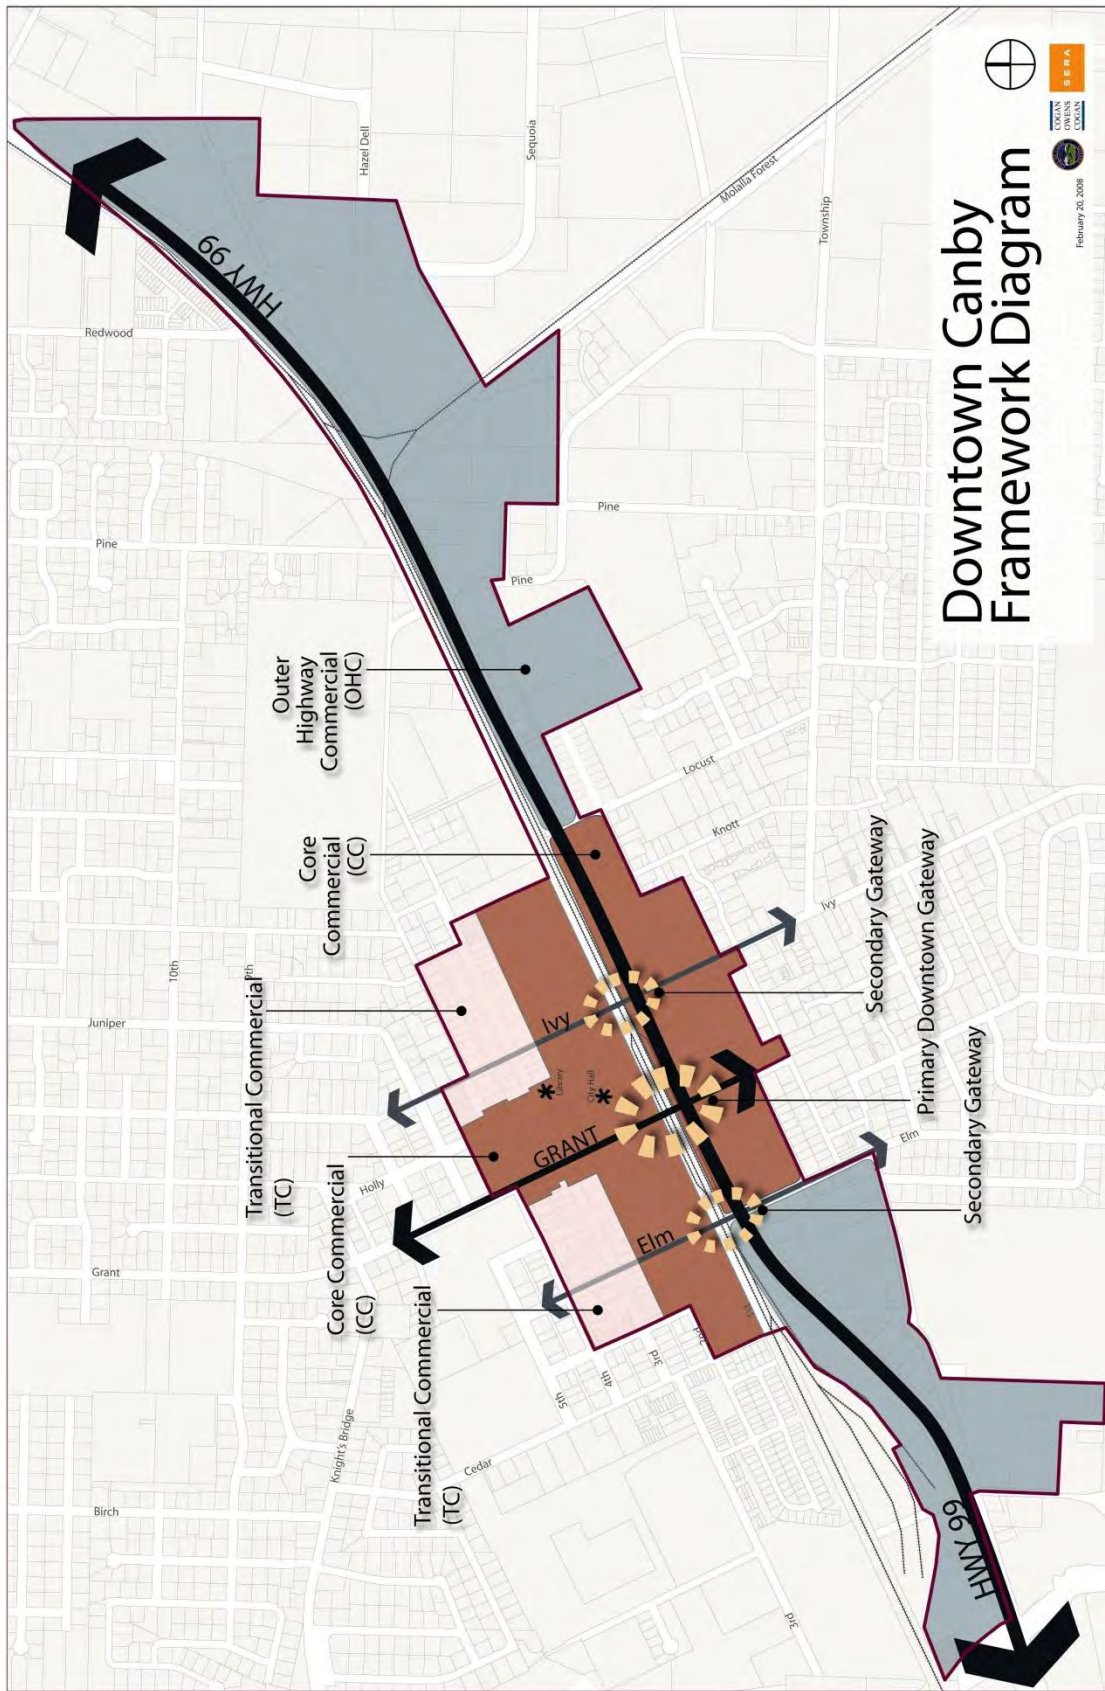 Downtown Canby
Framework Diagram
February 20, 2008
SERA
COGAN
OWENS
COGAN
HWY 99
Hazel Dell
Sequoia
Molalla Forest
Township
Redwood
Pine
Pine
Pine
Outer
Highway
Commercial
(OHC)
Core
Commercial
(CC)
Transitional Commercial
(TC)
Core Commercial
(CC)
Transitional Commercial
(TC)
Secondary Gateway
Primary Downtown Gateway
Secondary Gateway
Locust
Knott
Ivy
Ivy
Library
City Hall
GRANT
Elm
Elm
10th
9th
Juniper
Holly
Grant
Knight's Bridge
Birch
Cedar
5th
4th
3rd
2nd
1st
3rd
HWY 99